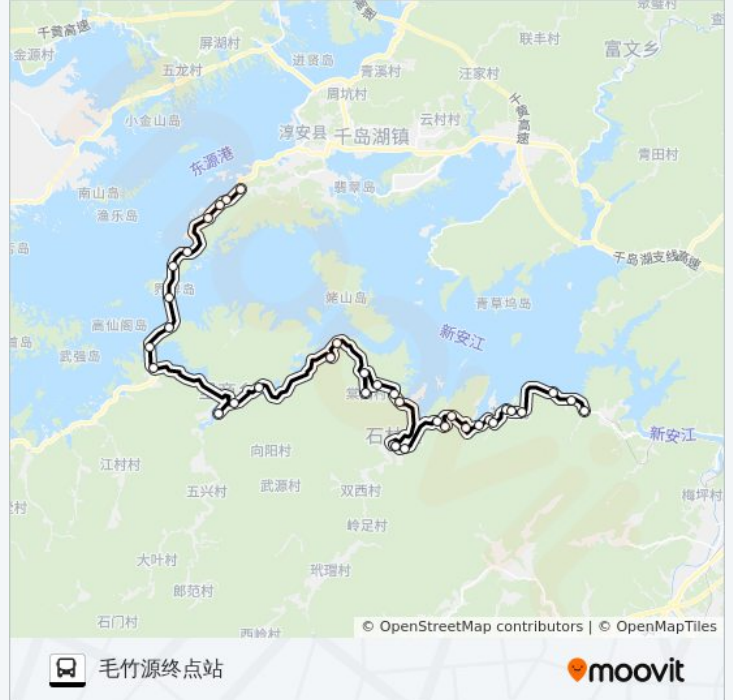 千黄高速
联丰村
屏湖村
金源村
富文乡
进贤岛
五龙村
青溪村
汪家村
周坑村
千黄高速
小金山岛
云村村
淳安县
千岛湖镇
东源港
青田村
翡翠岛
南山岛
渔乐岛
千岛湖支线高速
姥山岛
青草坞岛
高仙阁岛
新安江
武强岛
石村
新安江
向阳村
江村村
武源村
五兴村
双西村
梅坪村
岭足村
大叶村
玳瑁村
郎范村
石门村
西岭村
© OpenStreetMap contributors | © OpenMapTiles
毛竹源终点站
moovit